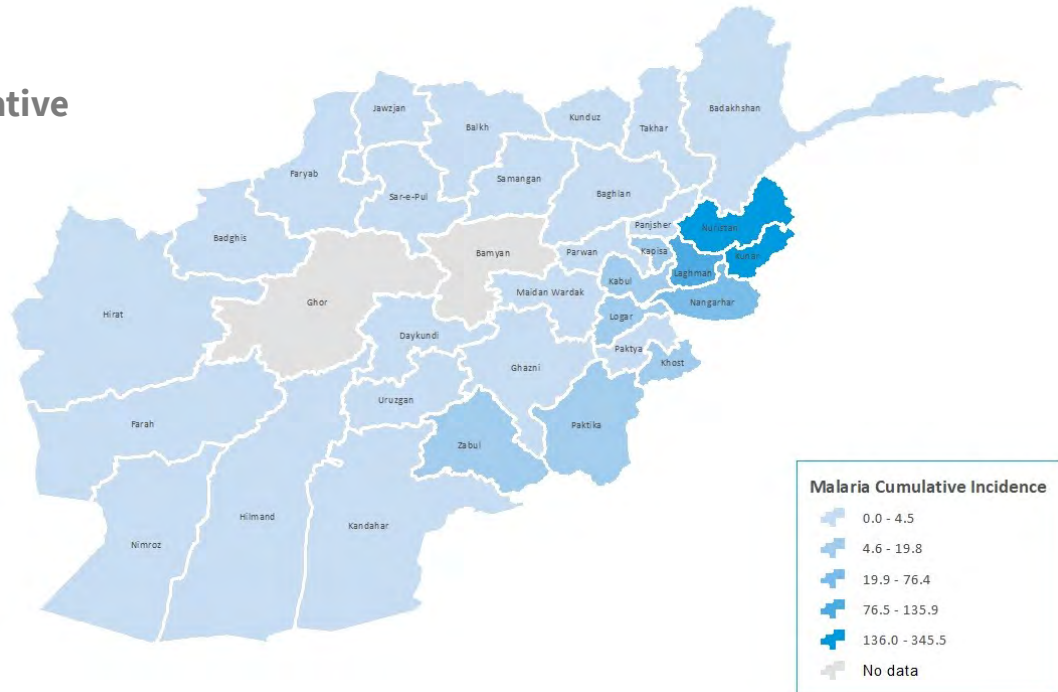 ative
Jawzjan
Balkh
Kunduz
Takhar
Badakhshan
Faryab
Sar-e-Pul
Samangan
Baghlan
Badghis
Panjsher
Nuristan
Bamyan
Parwan
Kapisa
Kunar
Laghman
Kabul
Ghor
Maidan Wardak
Nangarhar
Hirat
Logar
Daykundi
Paktya
Ghazni
Khost
Uruzgan
Farah
Paktika
Zabul
Hilmand
Kandahar
Nimroz
Malaria Cumulative Incidence
0.0 - 4.5
4.6 - 19.8
19.9 - 76.4
76.5 - 135.9
136.0 - 345.5
No data